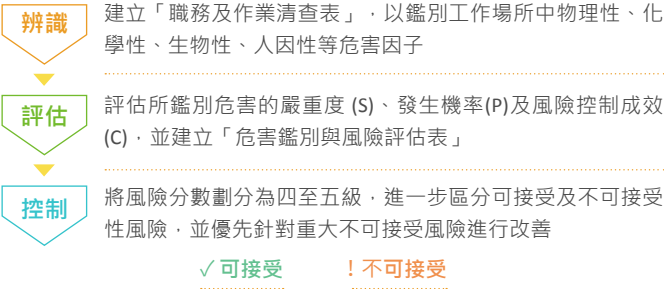 辨識
建立「職務及作業清查表」，以鑑別工作場所中物理性、化
學性、生物性、人因性等危害因子
評估
評估所鑑別危害的嚴重度 (S)、發生機率(P)及風險控制成效
(C)，並建立「危害鑑別與風險評估表」
控制
將風險分數劃分為四至五級，進一步區分可接受及不可接受
性風險，並優先針對重大不可接受風險進行改善
✓ 可接受 ！不可接受